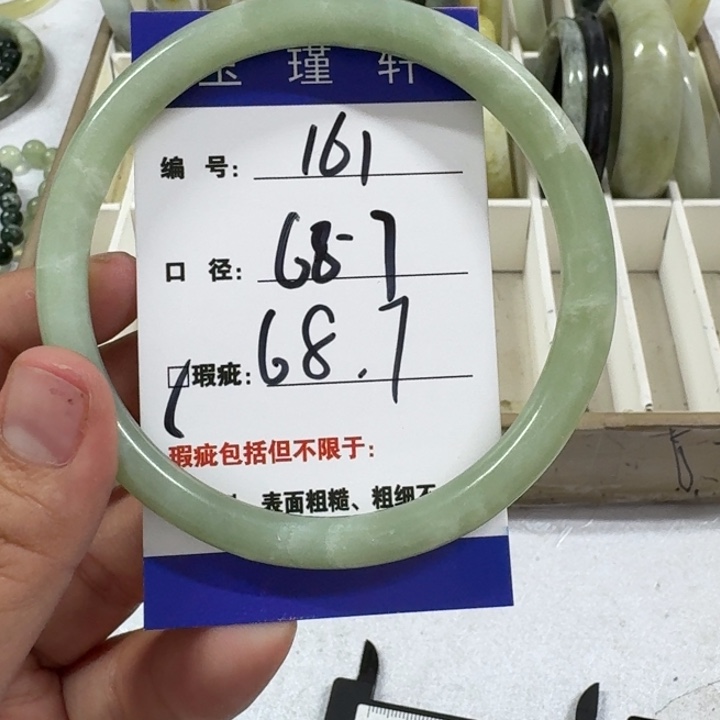 玉瑾轩
编 号: 161
口 径: 68.7
68.7
□瑕疵:
瑕疵包括但不限于:
表面粗糙、粗细不